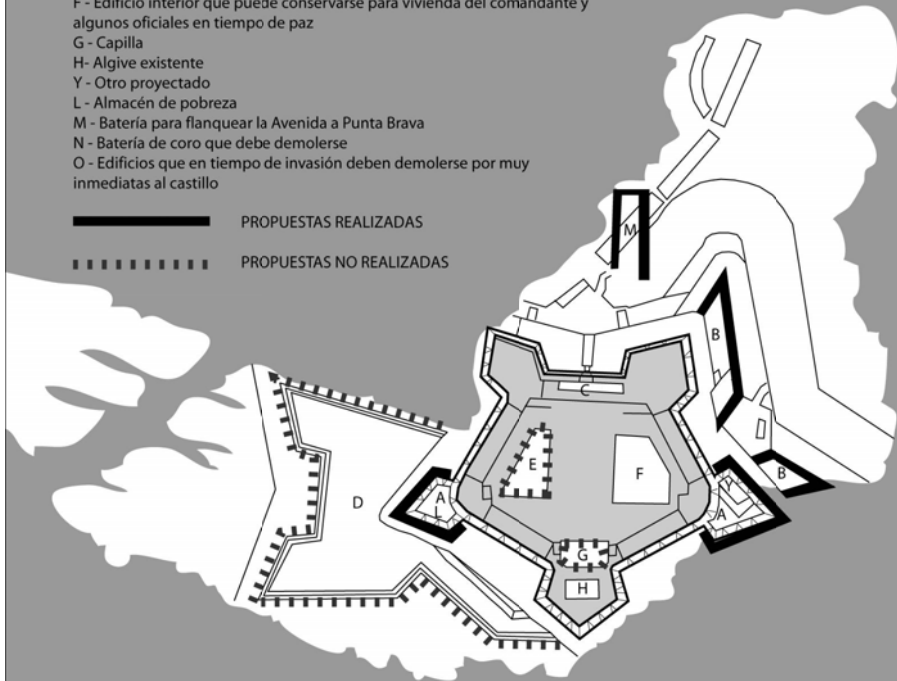 F - Edificio interior que puede conservarse para vivienda del comandante y
algunos oficiales en tiempo de paz
G - Capilla
H- Algive existente
Y - Otro proyectado
L - Almacén de pobreza
M - Batería para flanquear la Avenida a Punta Brava
N - Batería de coro que debe demolerse
O - Edificios que en tiempo de invasión deben demolerse por muy
inmediatas al castillo
PROPUESTAS REALIZADAS
PROPUESTAS NO REALIZADAS
M
B
C
E
F
D
A
L
Y
A
B
G
H